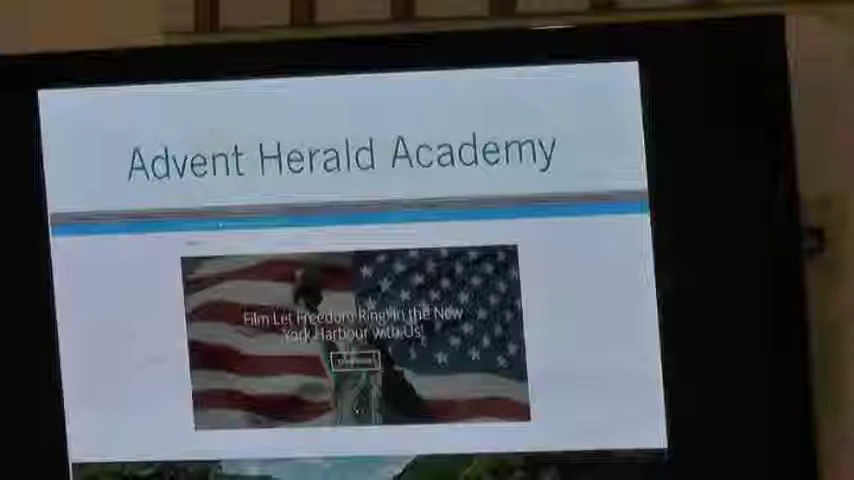 Advent Herald Academy
Film Let Freedom Ring! in the New
York Harbour with Us!